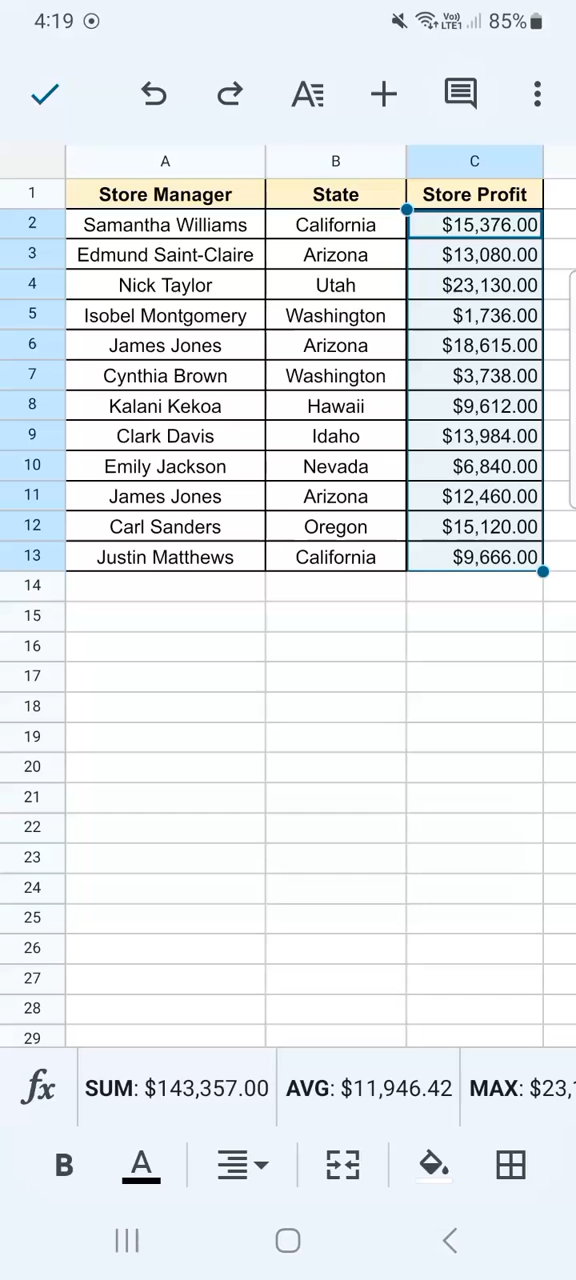 4:19 Vo)) LTE1 85%
A B C
1 Store Manager State Store Profit
2 Samantha Williams California $15,376.00
3 Edmund Saint-Claire Arizona $13,080.00
4 Nick Taylor Utah $23,130.00
5 Isobel Montgomery Washington $1,736.00
6 James Jones Arizona $18,615.00
7 Cynthia Brown Washington $3,738.00
8 Kalani Kekoa Hawaii $9,612.00
9 Clark Davis Idaho $13,984.00
10 Emily Jackson Nevada $6,840.00
11 James Jones Arizona $12,460.00
12 Carl Sanders Oregon $15,120.00
13 Justin Matthews California $9,666.00
14
15
16
17
18
19
20
21
22
23
24
25
26
27
28
29
fx SUM: $143,357.00 AVG: $11,946.42 MAX: $23,
B A